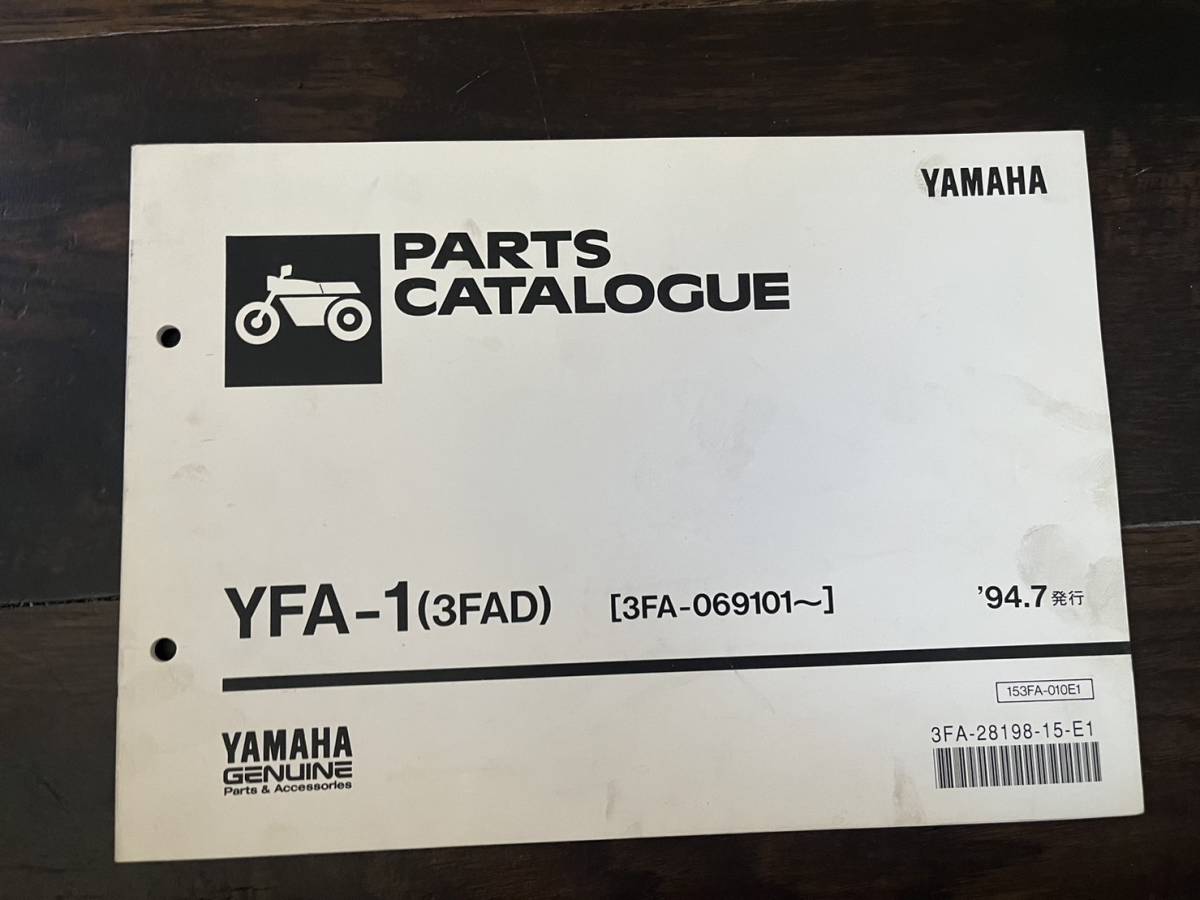 YAMAHA
PARTS
CATALOGUE
YFA-1(3FAD) [3FA-069101~] '94.7発行
153FA-010E1
3FA-28198-15-E1
YAMAHA
GENUINE
Parts & Accessories